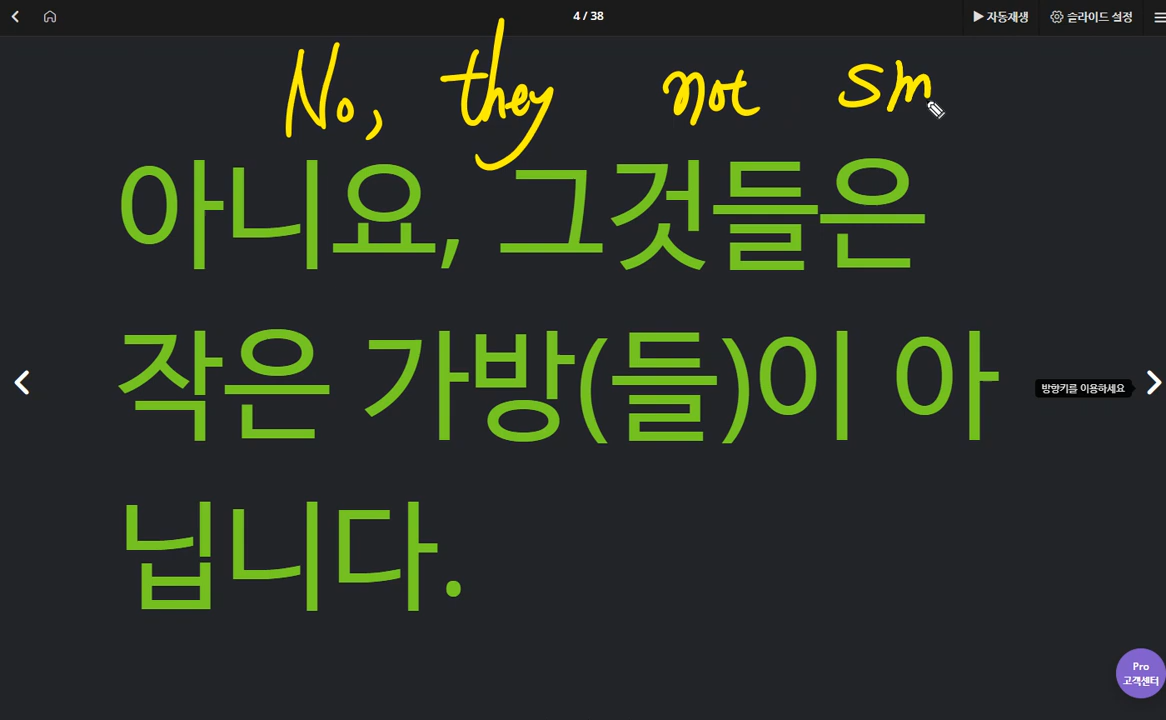 4 / 38
▶ 자동재생
슬라이드 설정
No, they not sm
아니요, 그것들은
작은 가방(들)이 아
닙니다.
방향키를 이용하세요
Pro
고객센터